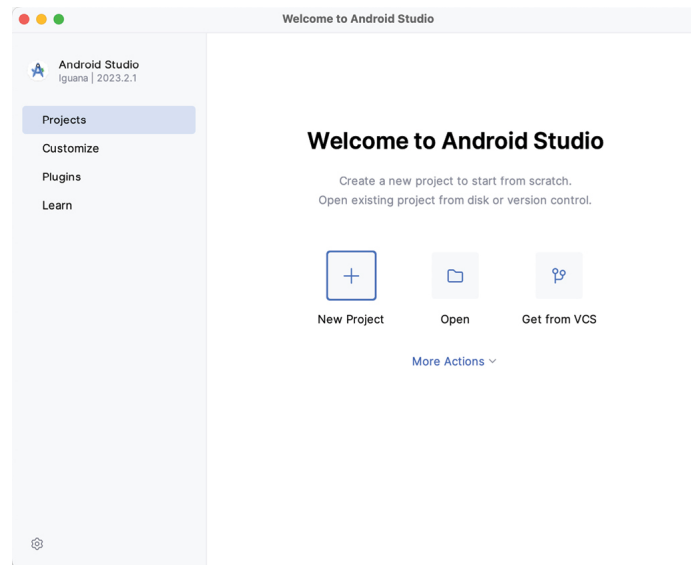 Welcome to Android Studio
Android Studio
Iguana | 2023.2.1
Projects
Customize
Plugins
Learn
Welcome to Android Studio
Create a new project to start from scratch.
Open existing project from disk or version control.
New Project
Open
Get from VCS
More Actions